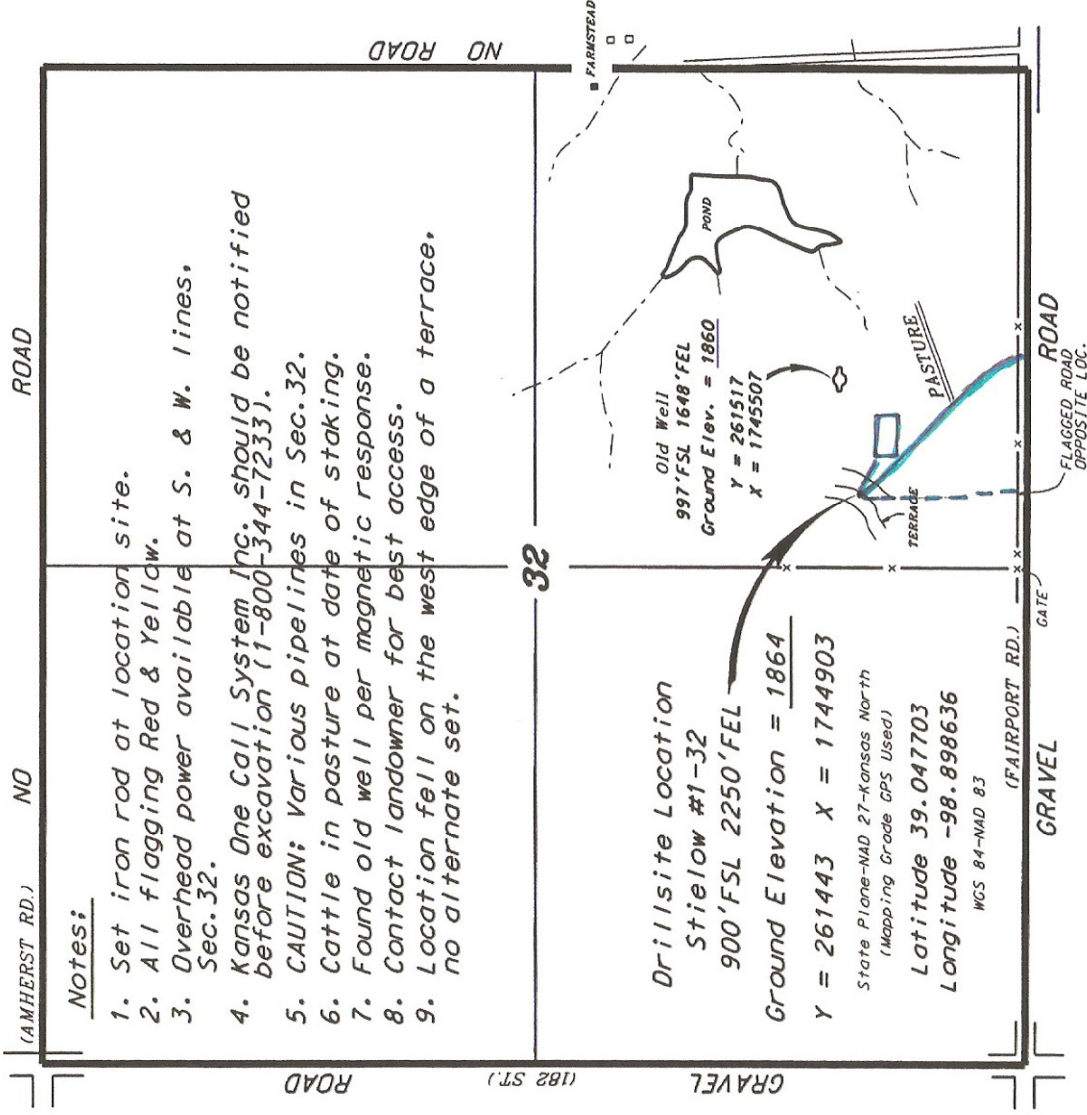 (AMHERST RD.) NO ROAD
Notes:
1. Set iron rod at location site.
2. All flagging Red & Yellow.
3. Overhead power available at S. & W. lines,
Sec.32.
4. Kansas One Call System Inc. should be notified
before excavation (1-800-344-7233).
5. CAUTION: Various pipelines in Sec.32.
6. Cattle in pasture at date of staking.
7. Found old well per magnetic response.
8. Contact landowner for best access.
9. Location fell on the west edge of a terrace,
no alternate set.
NO ROAD
FARMSTEAD
32
POND
Old Well
997'FSL 1648'FEL
Ground Elev. = 1860
Y = 261517
X = 1745507
Drillsite Location
Stielow #1-32
900'FSL 2250'FEL
Ground Elevation = 1864
Y = 261443 X = 1744903
State Plane-NAD 27-Kansas North
(Mapping Grade GPS Used)
Latitude 39.047703
Longitude -98.898636
WGS 84-NAD 83
PASTURE
TERRACE
GRAVEL (182 ST.) ROAD
GATE
(FAIRPORT RD.)
GRAVEL ROAD
FLAGGED ROAD
OPPOSITE LOC.